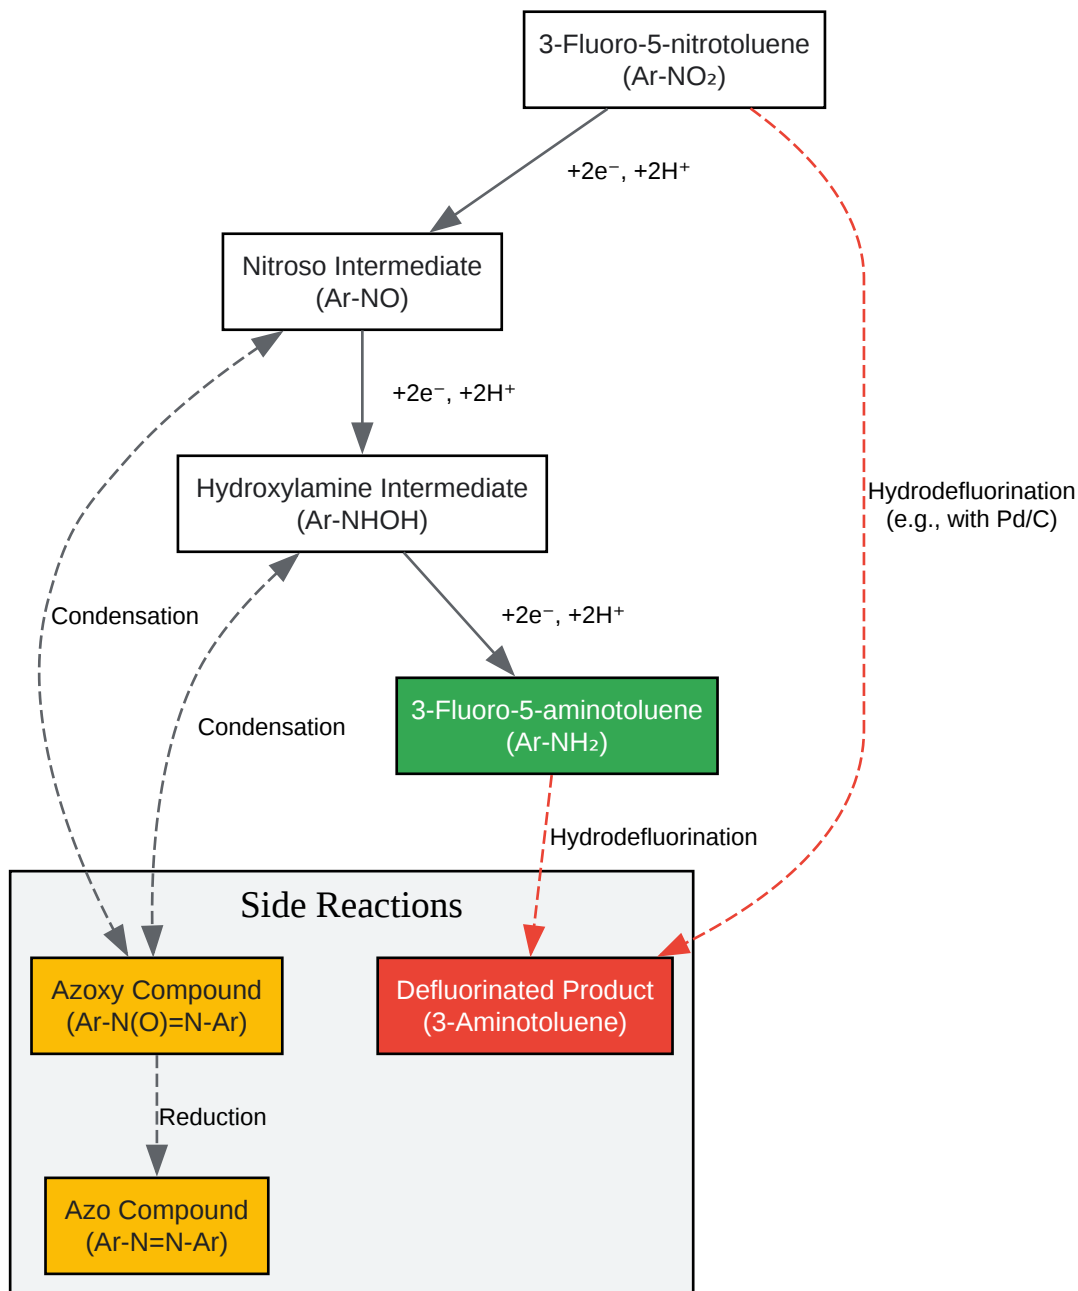 3-Fluoro-5-nitrotoluene
(Ar-NO₂)
+2e⁻, +2H⁺
Nitroso Intermediate
(Ar-NO)
+2e⁻, +2H⁺
Hydroxylamine Intermediate
(Ar-NHOH)
Hydrodefluorination
(e.g., with Pd/C)
Condensation
+2e⁻, +2H⁺
Condensation
3-Fluoro-5-aminotoluene
(Ar-NH₂)
Hydrodefluorination
Side Reactions
Azoxy Compound
(Ar-N(O)=N-Ar)
Defluorinated Product
(3-Aminotoluene)
Reduction
Azo Compound
(Ar-N=N-Ar)